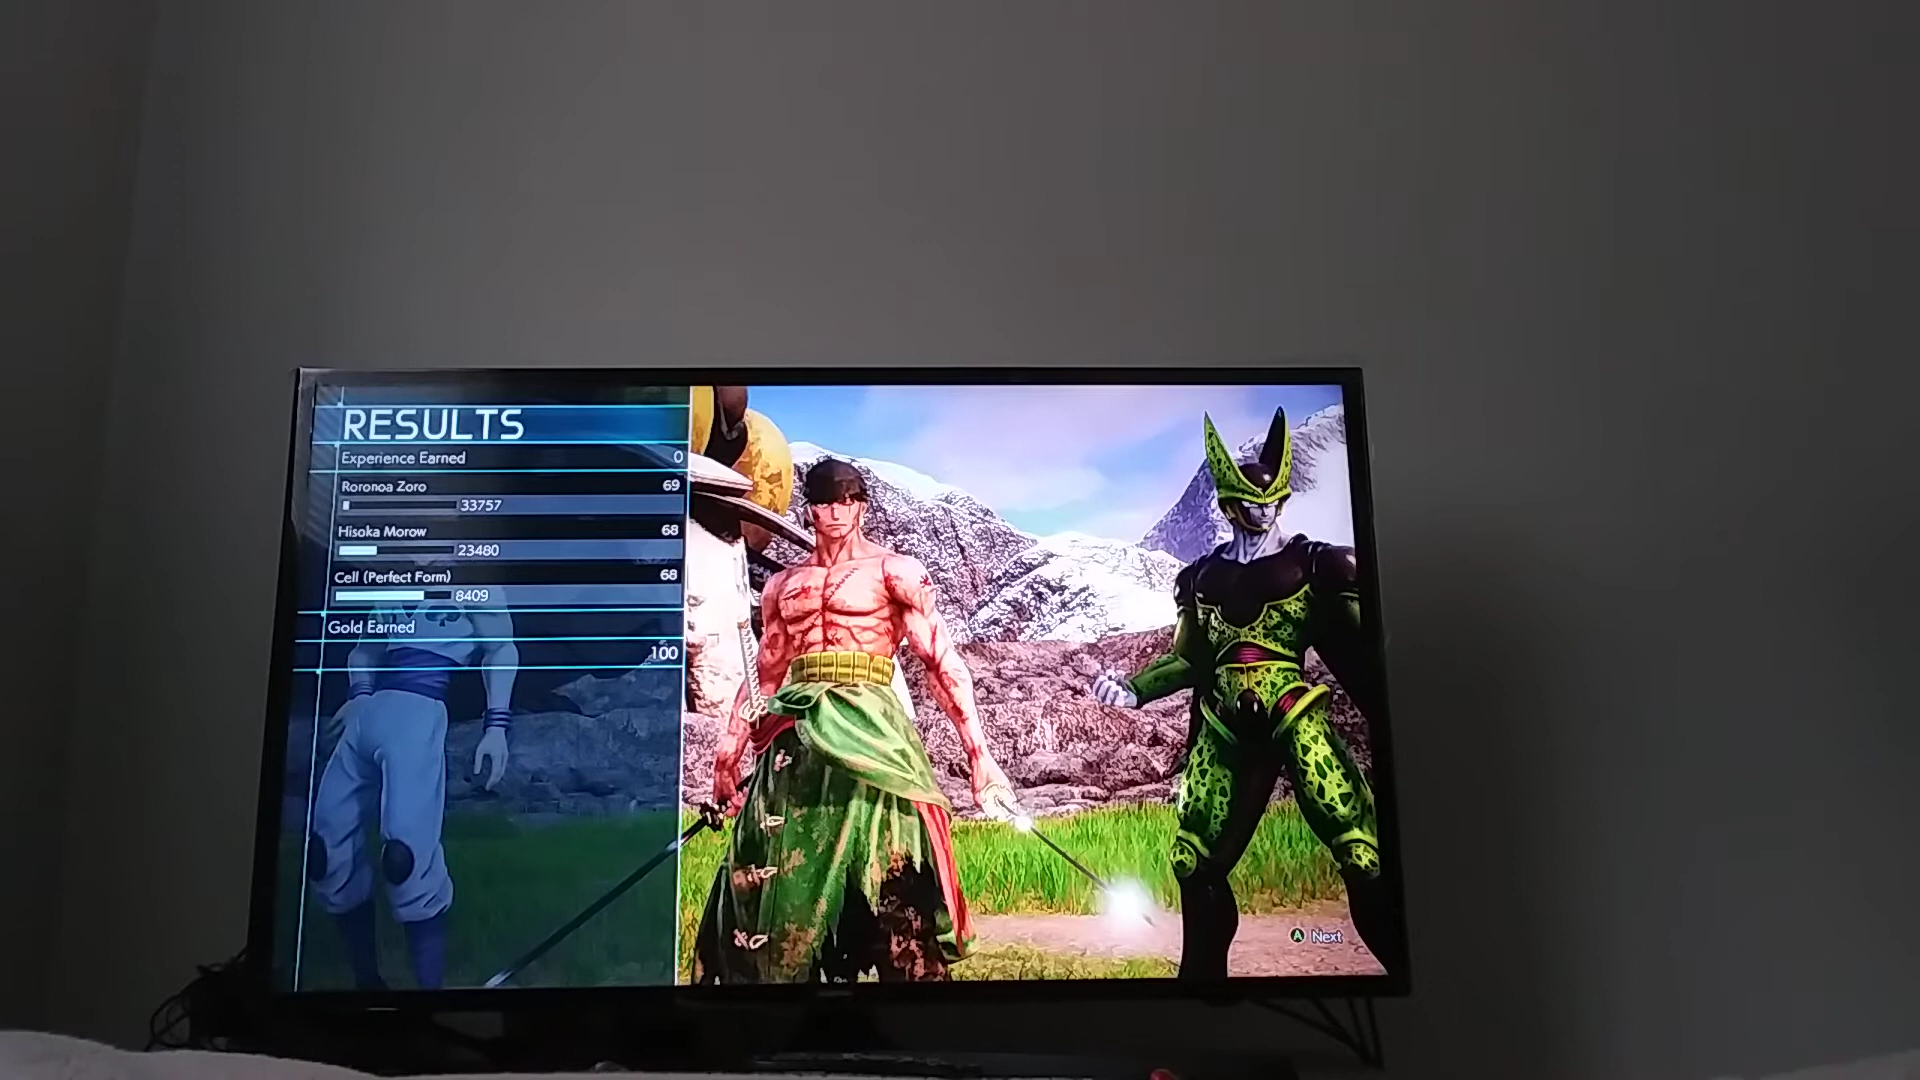 RESULTS
Experience Earned 0
Roronoa Zoro 69
33757
Hisoka Morow 68
23480
Cell (Perfect Form) 68
8409
Gold Earned
100
A Next